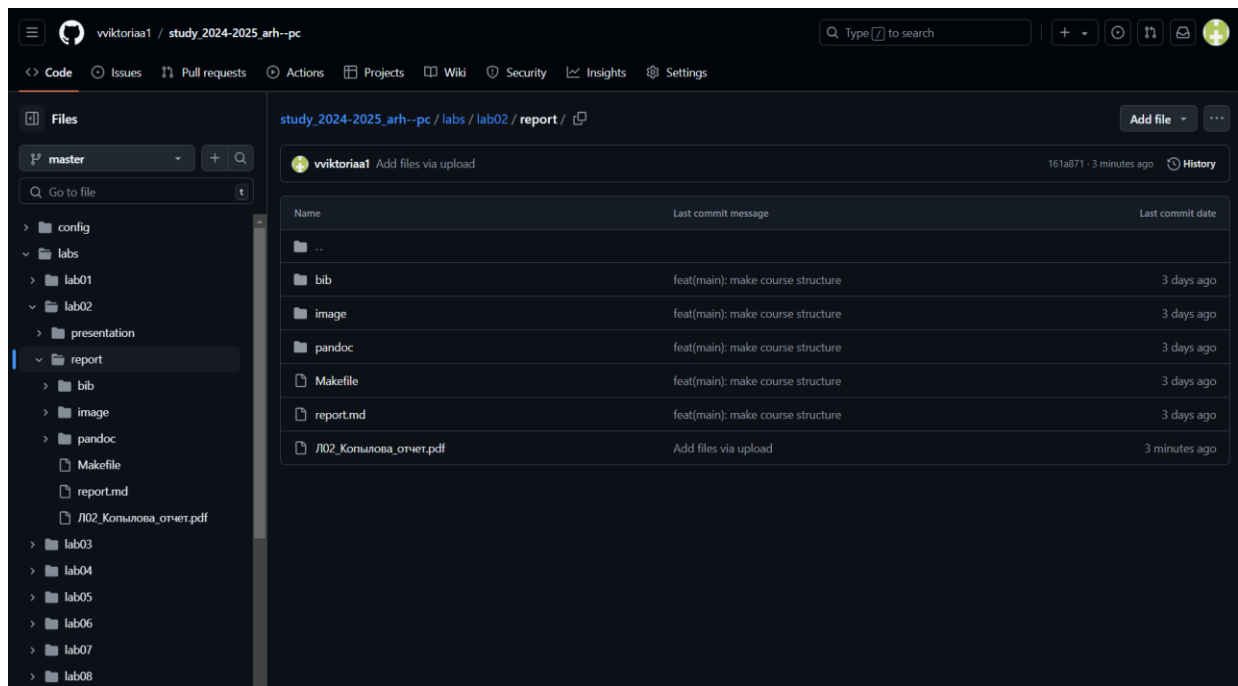 vviktoriaa1 / study_2024-2025_arh--pc
Type / to search
Code Issues Pull requests Actions Projects Wiki Security Insights Settings
Files
master
Go to file t
config
labs
lab01
lab02
presentation
report
bib
image
pandoc
Makefile
report.md
Л02_Копылова_отчет.pdf
lab03
lab04
lab05
lab06
lab07
lab08
study_2024-2025_arh--pc / labs / lab02 / report /
Add file
vviktoriaa1 Add files via upload
161a871 · 3 minutes ago History
Name Last commit message Last commit date
..
bib feat(main): make course structure 3 days ago
image feat(main): make course structure 3 days ago
pandoc feat(main): make course structure 3 days ago
Makefile feat(main): make course structure 3 days ago
report.md feat(main): make course structure 3 days ago
Л02_Копылова_отчет.pdf Add files via upload 3 minutes ago